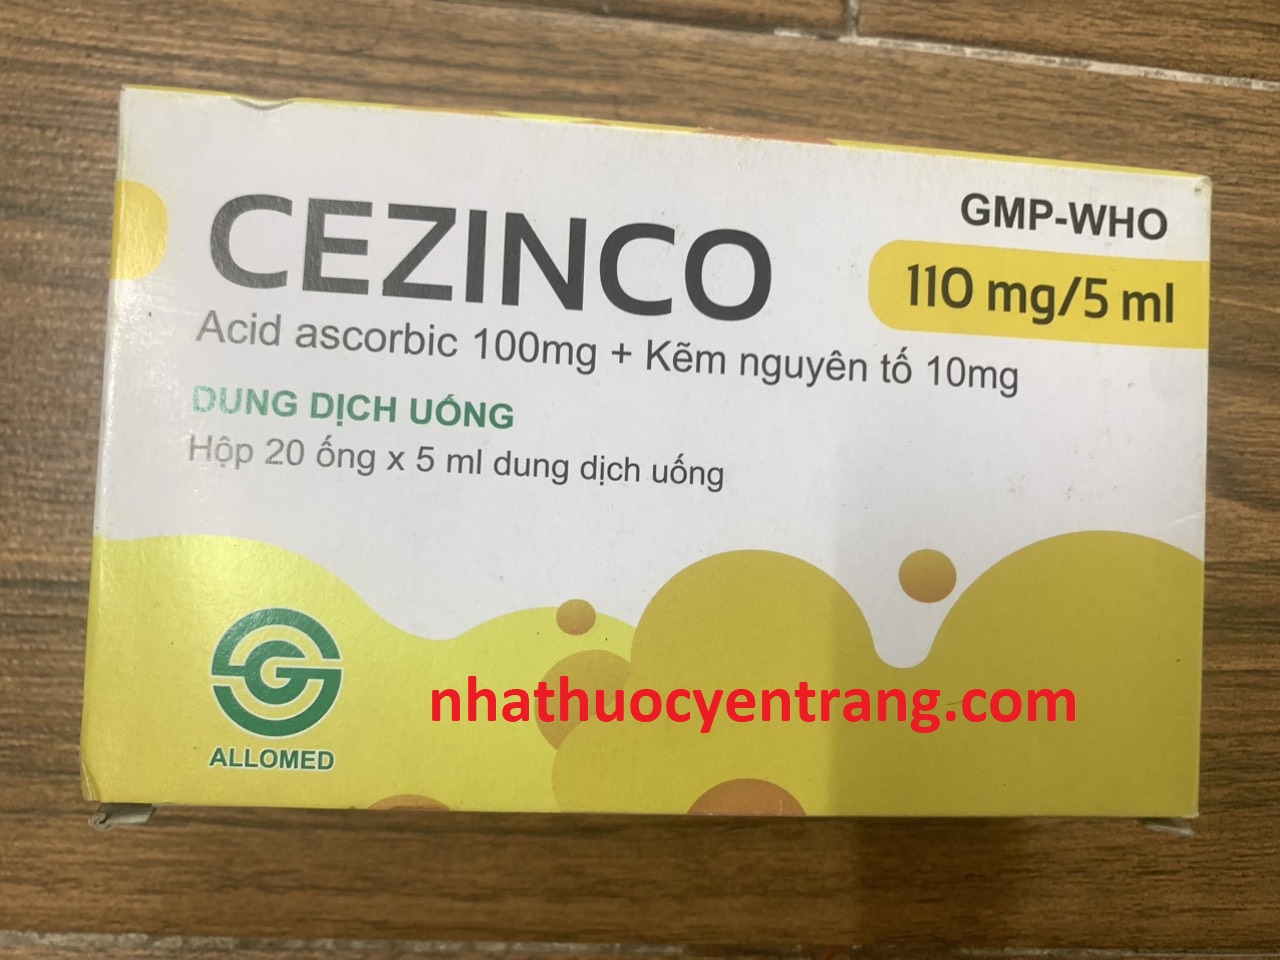 CEZINCO
GMP-WHO
110 mg/5 ml
Acid ascorbic 100mg + Kẽm nguyên tố 10mg
DUNG DỊCH UỐNG
Hộp 20 ống x 5 ml dung dịch uống
nhathuocyentrang.com
ALLOMED